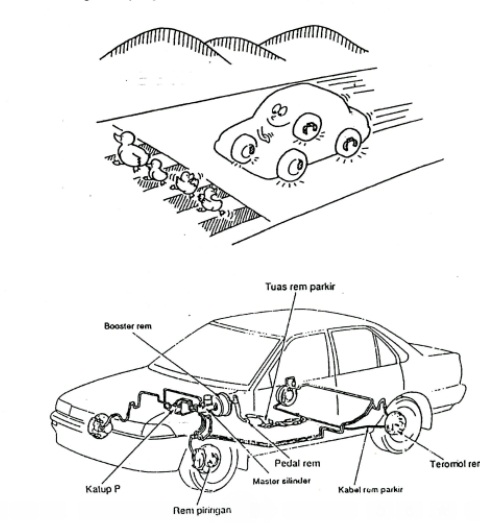 Tuas rem parkir
Booster rem
Pedal rem
Teromol rem
Master silinder
Katup P
Kabel rem parkir
Rem piringan